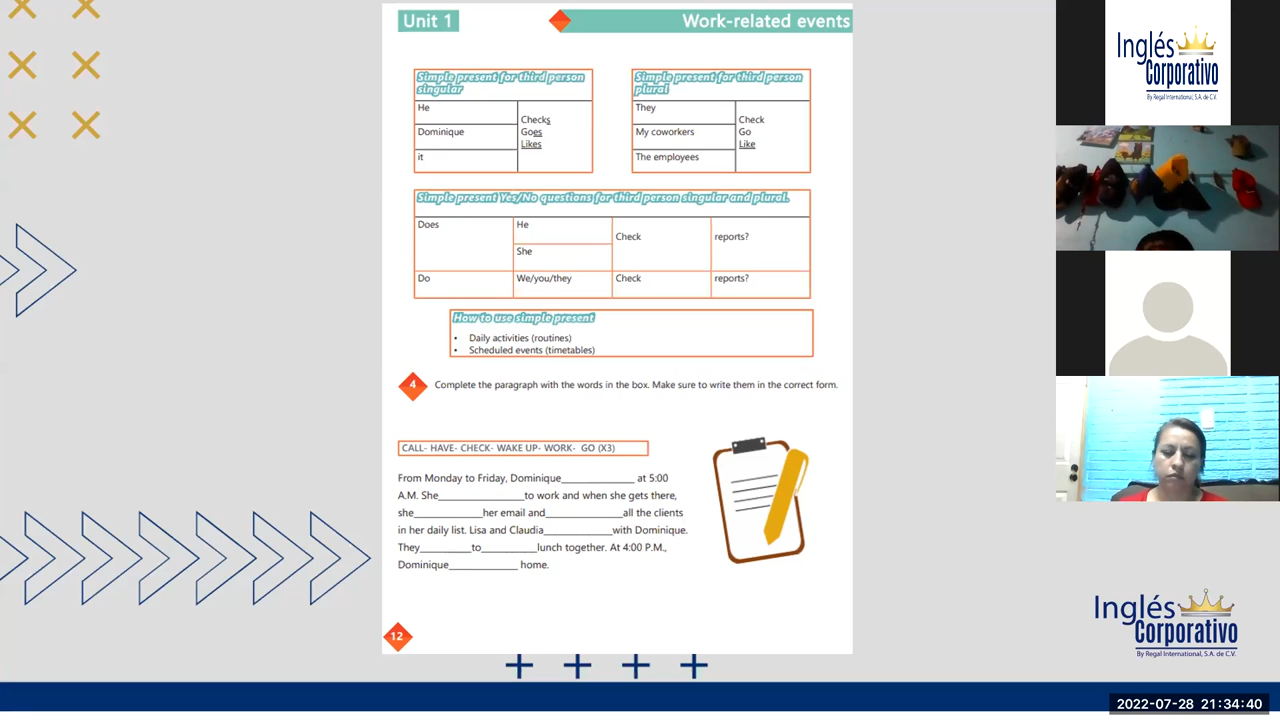 Unit 1
Work-related events
Simple present for third person singular
He
Dominique
it
Checks
Goes
Likes
Simple present for third person plural
They
My coworkers
The employees
Check
Go
Like
Simple present Yes/No questions for third person singular and plural.
Does
He
She
Check
reports?
Do
We/you/they
Check
reports?
How to use simple present
• Daily activities (routines)
• Scheduled events (timetables)
4
Complete the paragraph with the words in the box. Make sure to write them in the correct form.
CALL- HAVE- CHECK- WAKE UP- WORK- GO (X3)
From Monday to Friday, Dominique_____________ at 5:00
A.M. She_______________to work and when she gets there,
she____________her email and______________all the clients
in her daily list. Lisa and Claudia____________with Dominique.
They_________to__________lunch together. At 4:00 P.M.,
Dominique____________ home.
12
Inglés
Corporativo
By Regal International, S.A. de C.V.
Inglés
Corporativo
By Regal International, S.A. de C.V.
2022-07-28 21:34:40